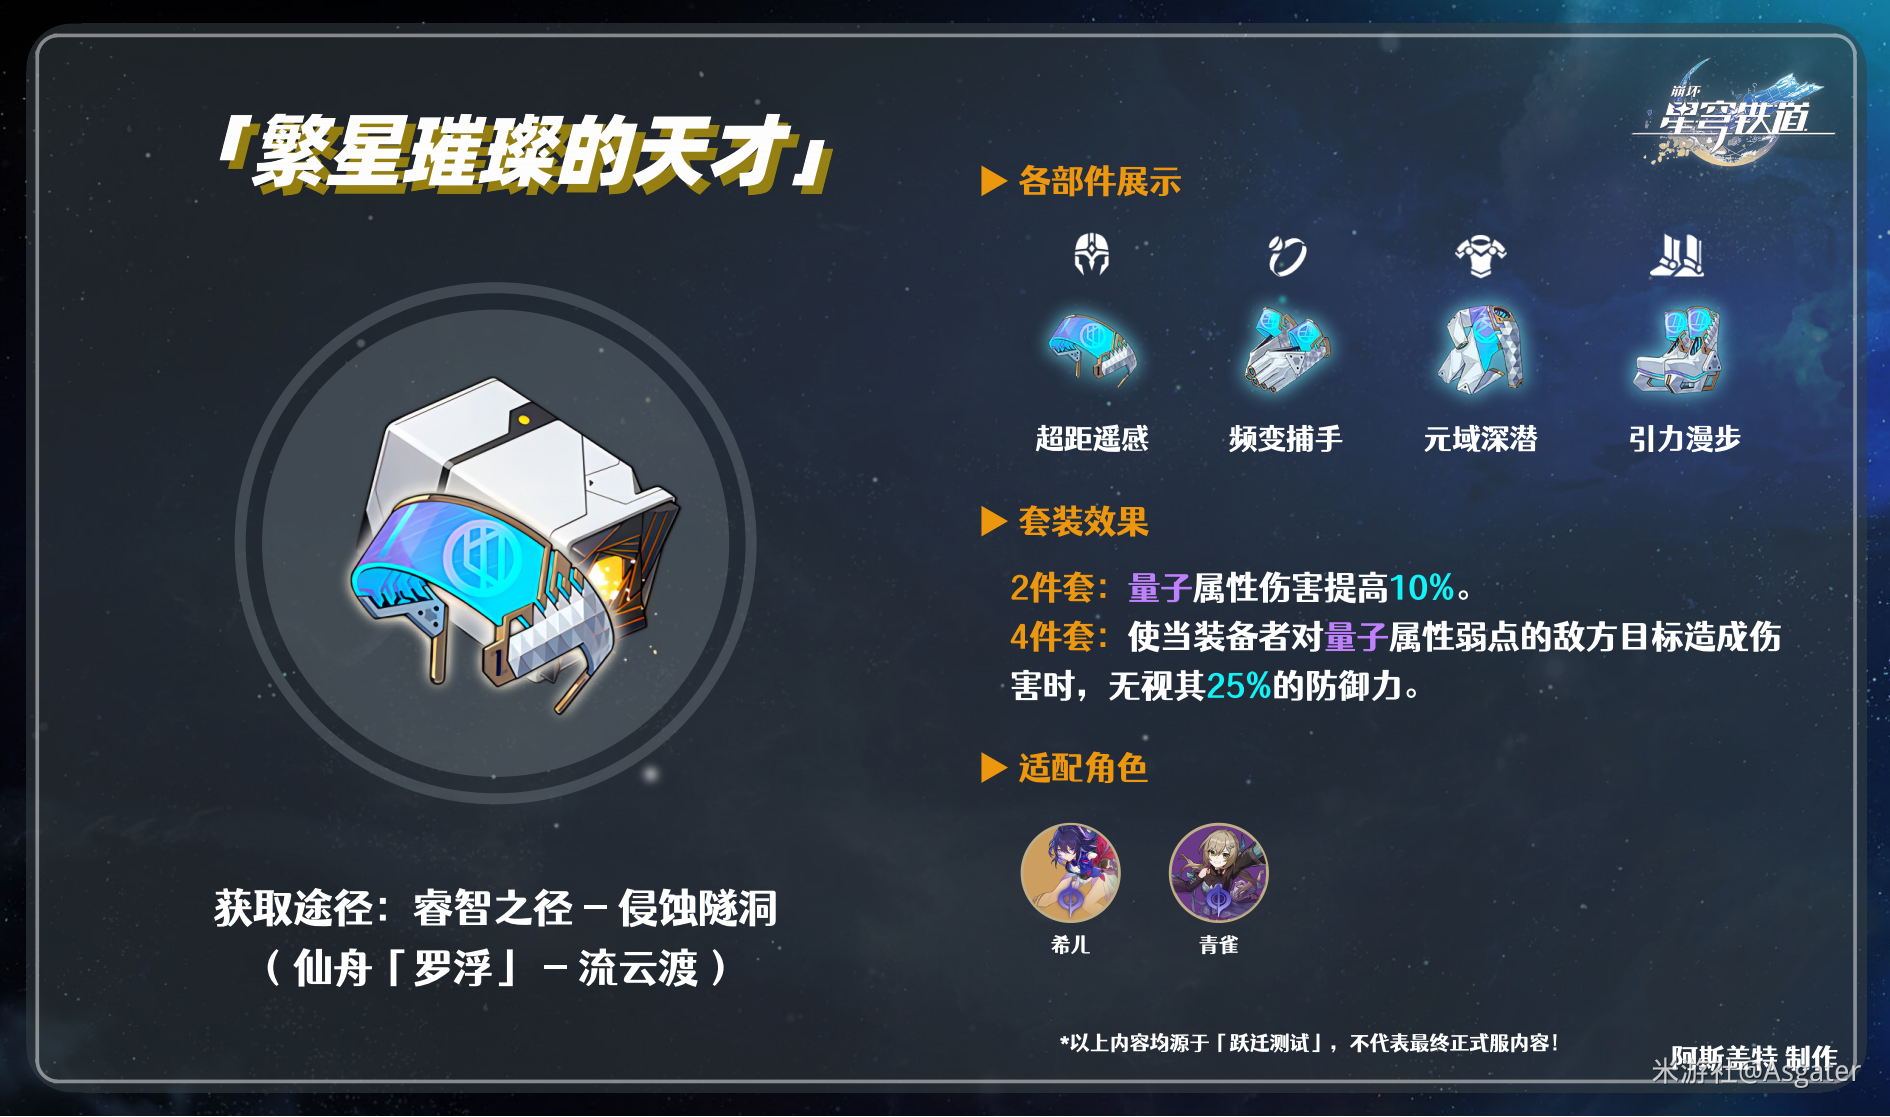 「繁星璀璨的天才」
崩坏
星穹铁道
各部件展示
超距遥感
频变捕手
元域深潜
引力漫步
套装效果
2件套：量子属性伤害提高10%。
4件套：使当装备者对量子属性弱点的敌方目标造成伤
害时，无视其25%的防御力。
适配角色
希儿
青雀
获取途径：睿智之径－侵蚀隧洞
（仙舟「罗浮」－流云渡）
*以上内容均源于「跃迁测试」，不代表最终正式服内容！
阿斯盖特 制作
米游社@Asgater